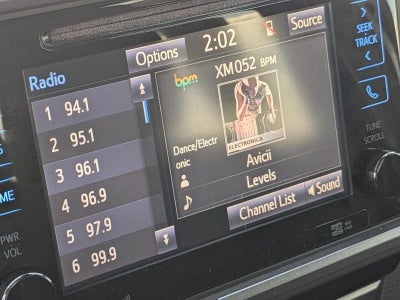 Options
2:02
Source
SEEK
TRACK
Radio
bpm
XM 052 BPM
1 94.1
2 95.1
3 96.1
4 96.9
5 97.9
6 99.9
Dance/Electr
onic
ELECTRONICA
Avicii
Levels
Channel List
Sound
TUNE
SCROLL
PWR
VOL